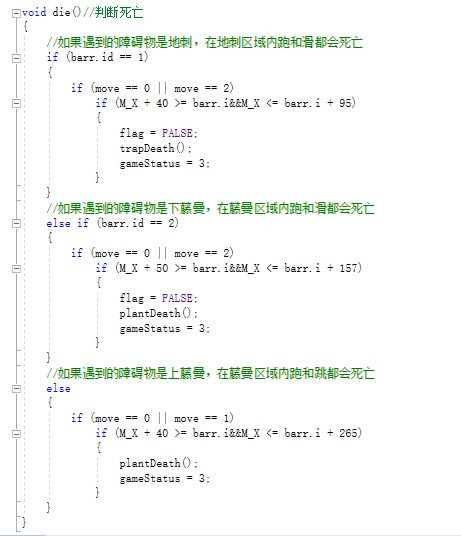 void die()//判断死亡
{
//如果遇到的障碍物是地刺，在地刺区域内跑和滑都会死亡
if (barr.id == 1)
{
if (move == 0 || move == 2)
if (M_X + 40 >= barr.i&&M_X <= barr.i + 95)
{
flag = FALSE;
trapDeath();
gameStatus = 3;
}
}
//如果遇到的障碍物是下藤曼，在藤曼区域内跑和滑都会死亡
else if (barr.id == 2)
{
if (move == 0 || move == 2)
if (M_X + 50 >= barr.i&&M_X <= barr.i + 157)
{
flag = FALSE;
plantDeath();
gameStatus = 3;
}
}
//如果遇到的障碍物是上藤曼，在藤曼区域内跑和跳都会死亡
else
{
if (move == 0 || move == 1)
if (M_X + 40 >= barr.i&&M_X <= barr.i + 265)
{
plantDeath();
gameStatus = 3;
}
}
}